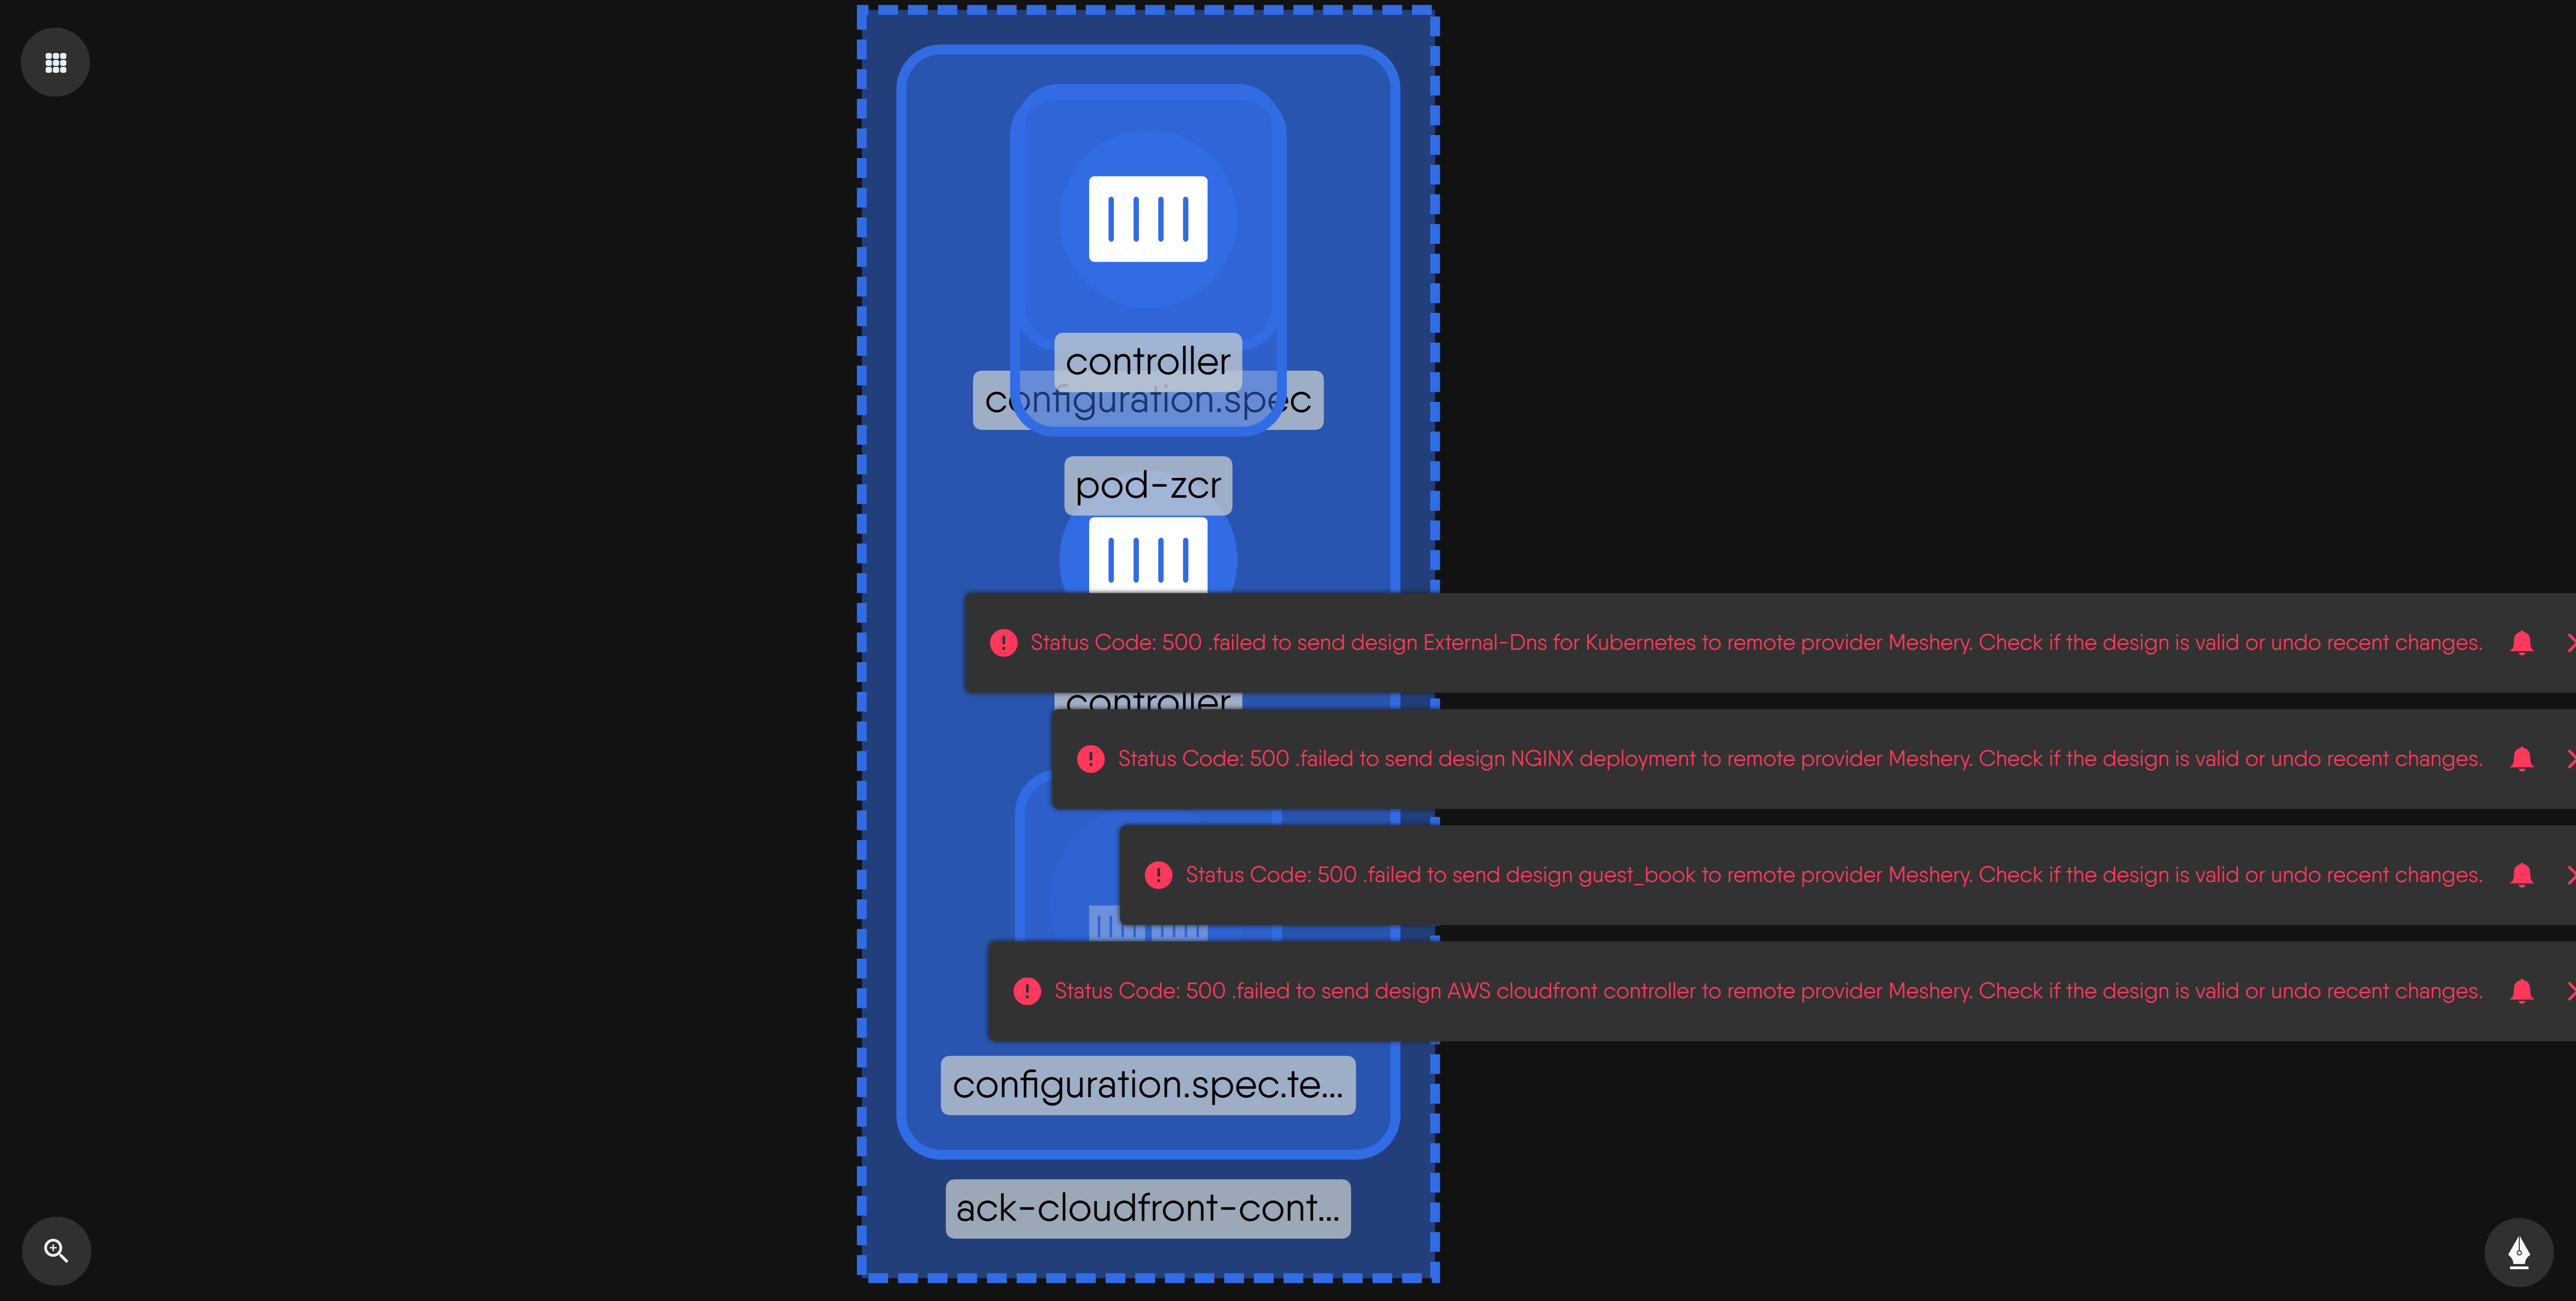 controller
configuration.spec
pod-zcr
Status Code: 500 .failed to send design External-Dns for Kubernetes to remote provider Meshery. Check if the design is valid or undo recent changes.
controller
Status Code: 500 .failed to send design NGINX deployment to remote provider Meshery. Check if the design is valid or undo recent changes.
Status Code: 500 .failed to send design guest_book to remote provider Meshery. Check if the design is valid or undo recent changes.
Status Code: 500 .failed to send design AWS cloudfront controller to remote provider Meshery. Check if the design is valid or undo recent changes.
configuration.spec.te...
ack-cloudfront-cont...